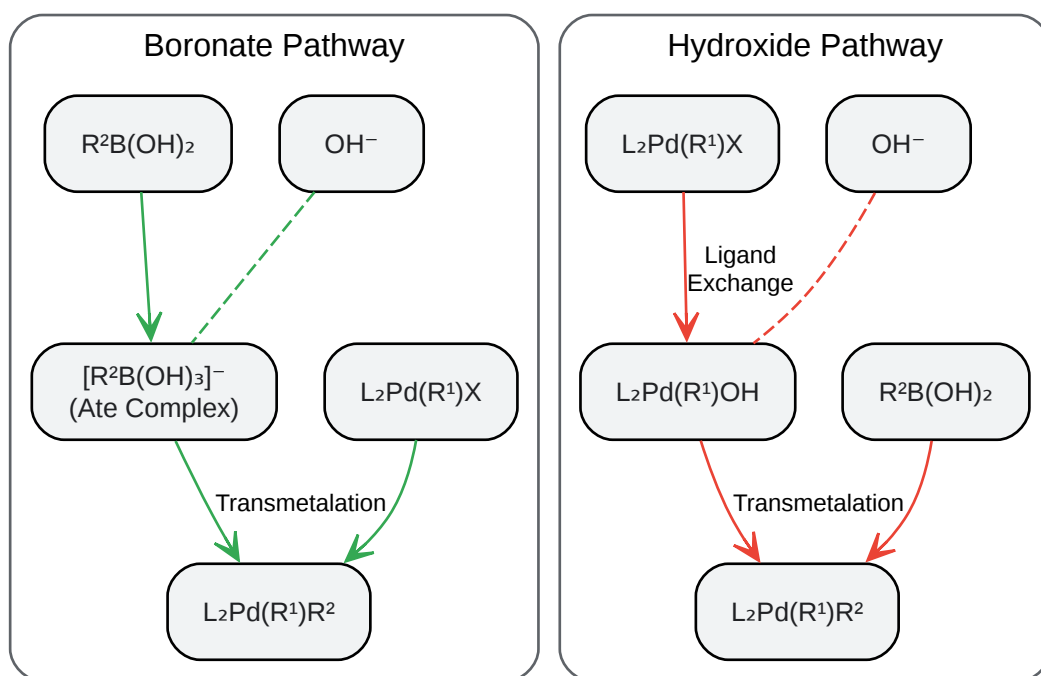 Boronate Pathway
R²B(OH)₂
OH⁻
[R²B(OH)₃]⁻
(Ate Complex)
L₂Pd(R¹)X
Transmetalation
L₂Pd(R¹)R²
Hydroxide Pathway
L₂Pd(R¹)X
OH⁻
Ligand
Exchange
L₂Pd(R¹)OH
R²B(OH)₂
Transmetalation
L₂Pd(R¹)R²